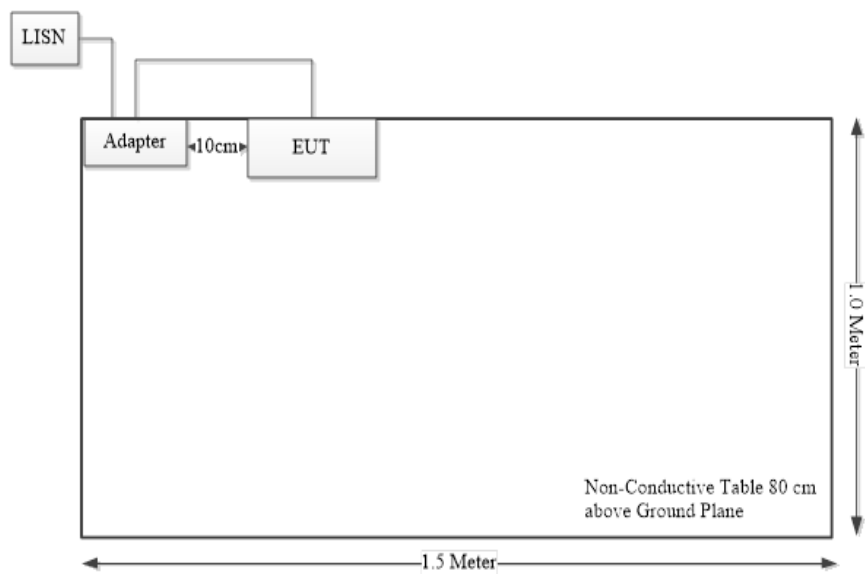 LISN
Adapter
10cm
EUT
1.0 Meter
Non-Conductive Table 80 cm
above Ground Plane
1.5 Meter